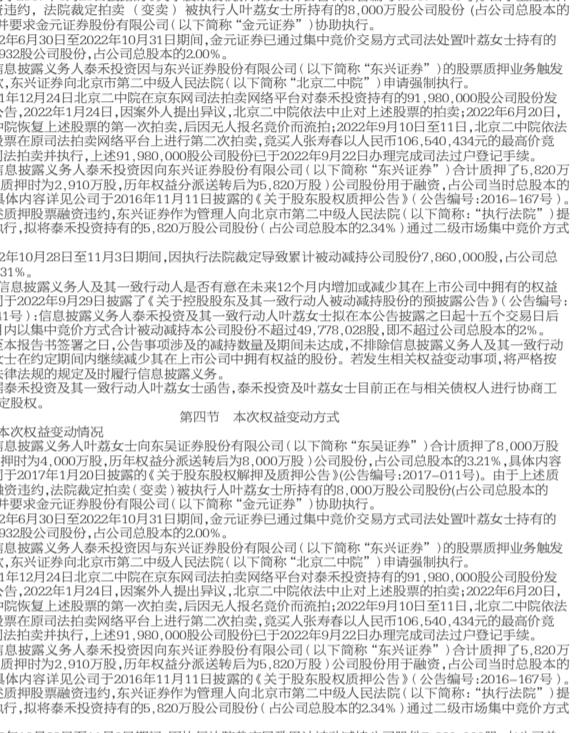 资违约，法院裁定拍卖（变卖）被执行人叶荔女士所持有的8,000万股公司股份（占公司总股本的
并要求金元证券股份有限公司（以下简称“金元证券”）协助执行。
2年6月30日至2022年10月31日期间,金元证券已通过集中竞价交易方式司法处置叶荔女士持有的
932股公司股份,占公司总股本的2.00%。
信息披露义务人泰禾投资因与东兴证券股份有限公司（以下简称“东兴证券”）的股票质押业务触发
款,东兴证券向北京市第二中级人民法院（以下简称“北京二中院”）申请强制执行。
1年12月24日北京二中院在京东网司法拍卖网络平台对泰禾投资持有的91,980,000股公司股份发
公告,2022年1月24日,因案外人提出异议,北京二中院依法中止对上述股票的拍卖;2022年6月20日,
中院恢复上述股票的第一次拍卖,后因无人报名竞价而流拍;2022年9月10日至11日,北京二中院依法
股票在原司法拍卖网络平台上进行第二次拍卖,竞买人张寿春以人民币106,540,434元的最高价竞
司法拍卖并执行,上述91,980,000股公司股份已于2022年9月22日办理完成司法过户登记手续。
信息披露义务人泰禾投资因向东兴证券股份有限公司（以下简称“东兴证券”）合计质押了5,820万
质押时为2,910万股,历年权益分派送转后为5,820万股）公司股份用于融资,占公司当时总股本的
具体内容详见公司于2016年11月11日披露的《关于股东股权质押公告》（公告编号:2016-167号）。
述质押股票融资违约,东兴证券作为管理人向北京市第二中级人民法院（以下简称:“执行法院”）提
执行,拟将泰禾持有的5,820万股公司股份（占公司总股本的2.34%）通过二级市场集中竞价方式
2年10月28日至11月3日期间,因执行法院裁定导致累计被动减持公司股份7,860,000股,占公司总
31%。
信息披露义务人及其一致行动人是否有意在未来12个月内增加或减少其在上市公司中拥有的权益
司于2022年9月29日披露了《关于控股股东及其一致行动人被动减持股份的预披露公告》（公告编号:
41号）:信息披露义务人泰禾投资及其一致行动人叶荔女士拟在本公告披露之日起十五个交易日后
月内以集中竞价方式合计被动减持本公司股份不超过49,778,028股,即不超过公司总股本的2%。
至本报告书签署之日,公告事项涉及的减持数量及期间未达成,不排除信息披露义务人及其一致行动
女士在约定期间内继续减少其在上市公司中拥有权益的股份。若发生相关权益变动事项,将严格按
法律法规的规定及时履行信息披露义务。
据泰禾投资及其一致行动人叶荔女士函告,泰禾投资及叶荔女士目前正在与相关债权人进行协商工
定股权。
第四节 本次权益变动方式
本次权益变动情况
信息披露义务人叶荔女士向东吴证券股份有限公司（以下简称“东吴证券”）合计质押了8,000万股
押时为4,000万股,历年权益分派送转后为8,000万股）公司股份,占公司总股本的3.21%,具体内容
司于2017年1月20日披露的《关于股东股权解押及质押公告》(公告编号:2017-011号)。由于上述质
融资违约,法院裁定拍卖（变卖）被执行人叶荔女士所持有的8,000万股公司股份(占公司总股本的
并要求金元证券股份有限公司（以下简称“金元证券”）协助执行。
2年6月30日至2022年10月31日期间,金元证券已通过集中竞价交易方式司法处置叶荔女士持有的
932股公司股份,占公司总股本的2.00%。
信息披露义务人泰禾投资因与东兴证券股份有限公司（以下简称“东兴证券”）的股票质押业务触发
款,东兴证券向北京市第二中级人民法院（以下简称“北京二中院”）申请强制执行。
1年12月24日北京二中院在京东网司法拍卖网络平台对泰禾投资持有的91,980,000股公司股份发
公告,2022年1月24日,因案外人提出异议,北京二中院依法中止对上述股票的拍卖;2022年6月20日,
中院恢复上述股票的第一次拍卖,后因无人报名竞价而流拍;2022年9月10日至11日,北京二中院依法
股票在原司法拍卖网络平台上进行第二次拍卖,竞买人张寿春以人民币106,540,434元的最高价竞
司法拍卖并执行,上述91,980,000股公司股份已于2022年9月22日办理完成司法过户登记手续。
信息披露义务人泰禾投资因向东兴证券股份有限公司（以下简称“东兴证券”）合计质押了5,820万
质押时为2,910万股,历年权益分派送转后为5,820万股）公司股份用于融资,占公司当时总股本的
具体内容详见公司于2016年11月11日披露的《关于股东股权质押公告》（公告编号:2016-167号）。
述质押股票融资违约,东兴证券作为管理人向北京市第二中级人民法院（以下简称:“执行法院”）提
执行,拟将泰禾持有的5,820万股公司股份（占公司总股本的2.34%）通过二级市场集中竞价方式